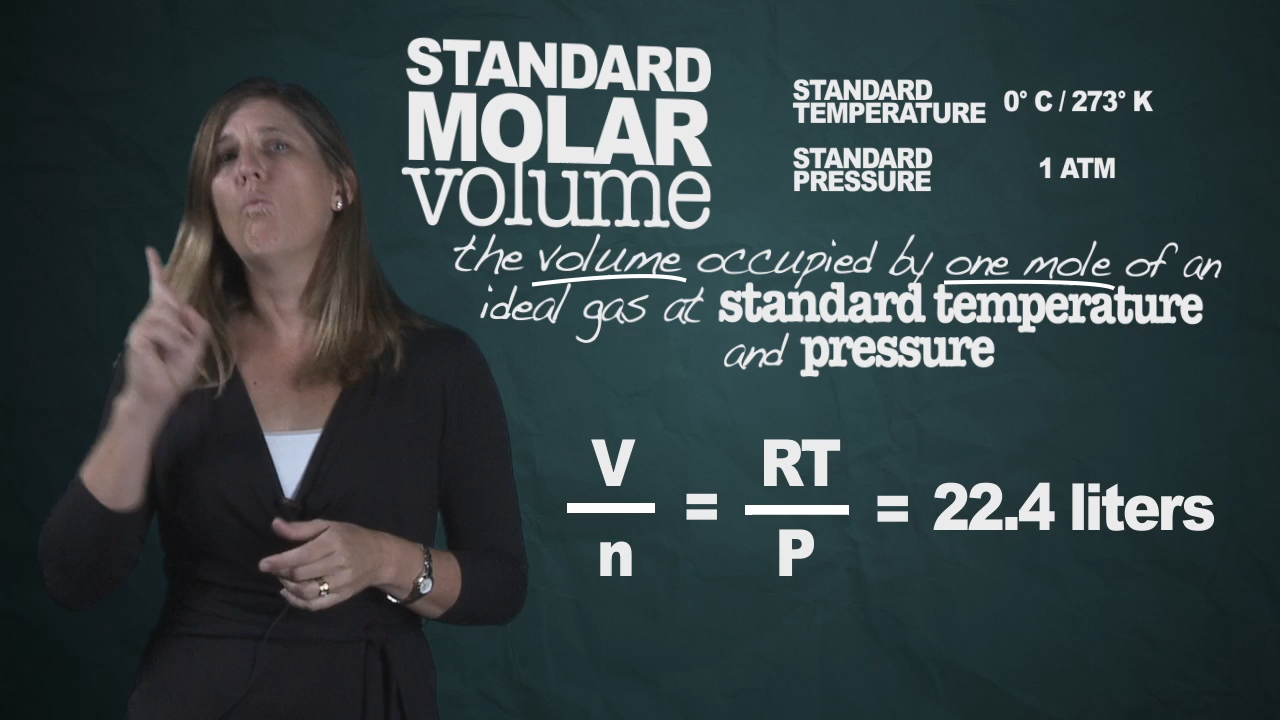 STANDARD
MOLAR
volume
STANDARD
TEMPERATURE
0° C / 273° K
STANDARD
PRESSURE
1 ATM
the volume occupied by one mole of an
ideal gas at standard temperature
and pressure
V
n
=
RT
P
= 22.4 liters